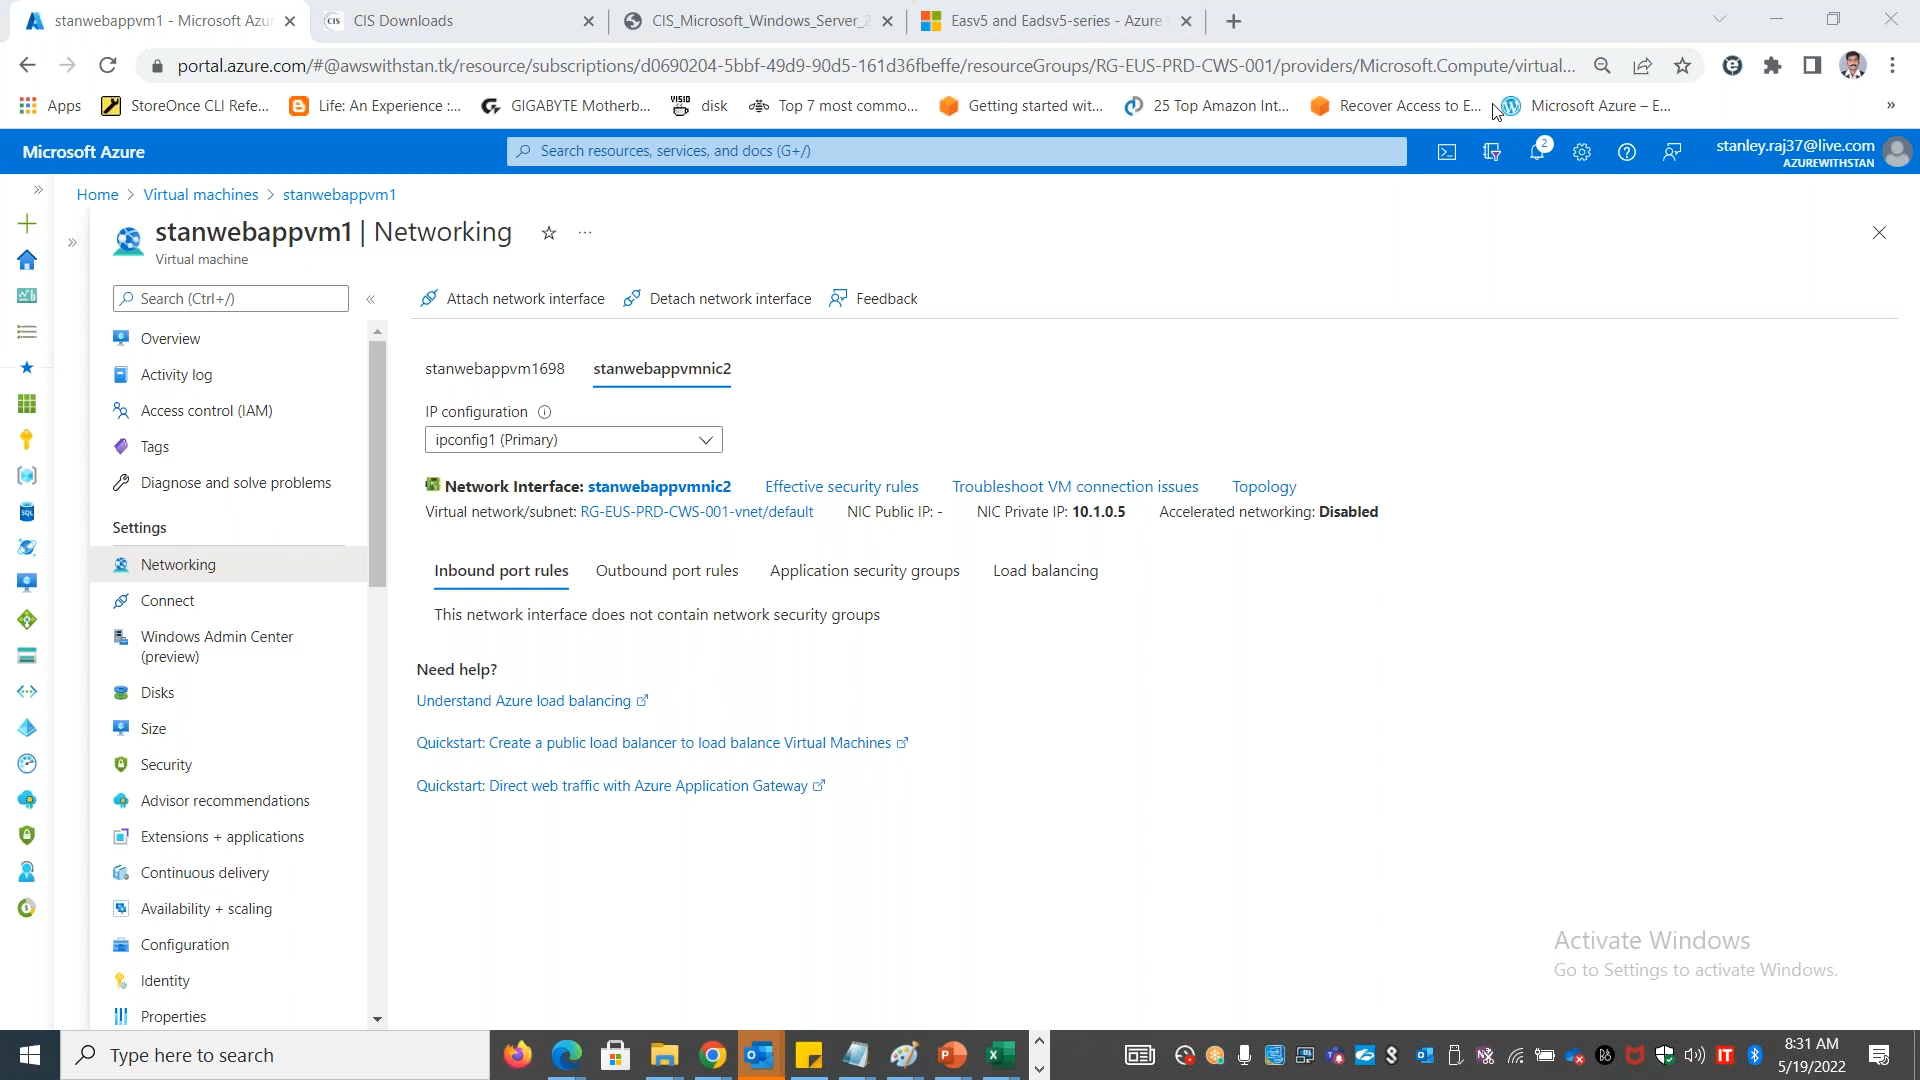 stanwebappvm1 - Microsoft Azu
CIS Downloads
CIS_Microsoft_Windows_Server_2
Easv5 and Eadsv5-series - Azure
portal.azure.com/#@awswithstan.tk/resource/subscriptions/d0690204-5bbf-49d9-90d5-161d36fbeffe/resourceGroups/RG-EUS-PRD-CWS-001/providers/Microsoft.Compute/virtual...
Apps
StoreOnce CLI Refe...
Life: An Experience :...
GIGABYTE Motherb...
disk
Top 7 most commo...
Getting started wit...
25 Top Amazon Int...
Recover Access to E...
Microsoft Azure – E...
Microsoft Azure
Search resources, services, and docs (G+/)
2
stanley.raj37@live.com
AZUREWITHSTAN
Home > Virtual machines > stanwebappvm1
stanwebappvm1 | Networking
Virtual machine
Search (Ctrl+/)
Attach network interface
Detach network interface
Feedback
Overview
Activity log
Access control (IAM)
Tags
Diagnose and solve problems
Settings
Networking
Connect
Windows Admin Center
(preview)
Disks
Size
Security
Advisor recommendations
Extensions + applications
Continuous delivery
Availability + scaling
Configuration
Identity
Properties
stanwebappvm1698
stanwebappvmnic2
IP configuration
ipconfig1 (Primary)
Network Interface: stanwebappvmnic2
Effective security rules
Troubleshoot VM connection issues
Topology
Virtual network/subnet: RG-EUS-PRD-CWS-001-vnet/default
NIC Public IP: -
NIC Private IP: 10.1.0.5
Accelerated networking: Disabled
Inbound port rules
Outbound port rules
Application security groups
Load balancing
This network interface does not contain network security groups
Need help?
Understand Azure load balancing
Quickstart: Create a public load balancer to load balance Virtual Machines
Quickstart: Direct web traffic with Azure Application Gateway
Activate Windows
Go to Settings to activate Windows.
Type here to search
8:31 AM
5/19/2022